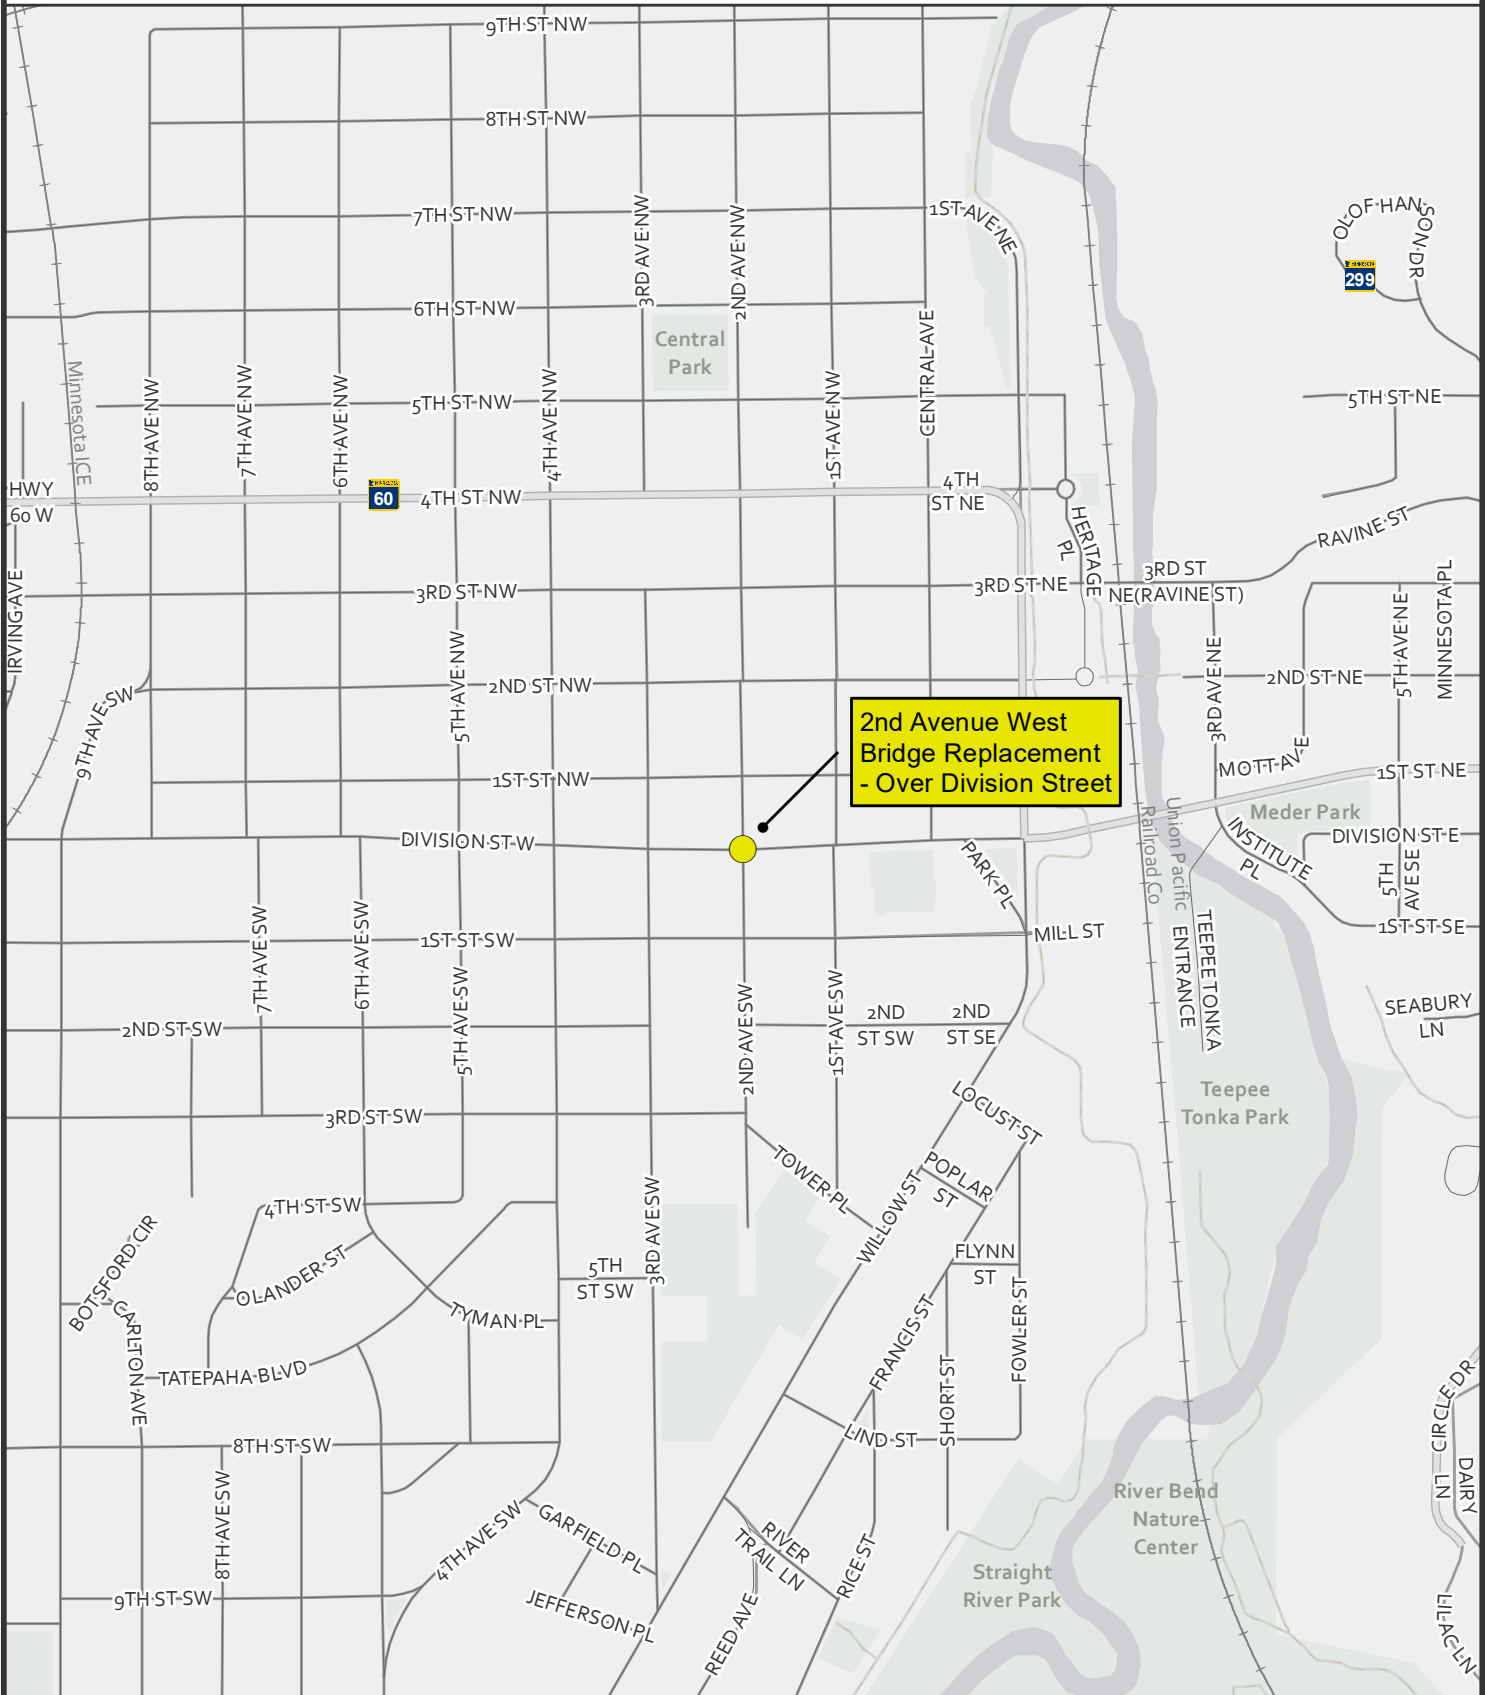 9TH ST NW
8TH ST NW
7TH ST NW
3RD AVE NW
2ND AVE NW
1ST AVE NE
OLOF HANSON DR
299
6TH ST NW
Central
Park
Minnesota ICE
8TH AVE NW
7TH AVE NW
6TH AVE NW
5TH ST NW
4TH AVE NW
1ST AVE NW
CENTRAL AVE
5TH ST NE
HWY
60 W
60
4TH ST NW
4TH
ST NE
HERITAGE
PL
RAVINE ST
IRVING AVE
3RD ST NW
3RD ST NE
3RD ST
NE(RAVINE ST)
5TH AVE NE
MINNESOTA PL
5TH AVE NW
2ND ST NW
3RD AVE NE
2ND ST NE
9TH AVE SW
2nd Avenue West
Bridge Replacement
- Over Division Street
1ST ST NW
MOTT AVE
1ST ST NE
Union Pacific
Railroad Co
Meder Park
DIVISION ST W
PARK PL
INSTITUTE
PL
DIVISION ST E
5TH
AVE SE
7TH AVE SW
6TH AVE SW
1ST ST SW
MILL ST
TEEPEE TONKA
ENTRANCE
1ST ST SE
5TH AVE SW
2ND AVE SW
1ST AVE SW
2ND ST SW
2ND
ST SW
2ND
ST SE
SEABURY
LN
3RD ST SW
LOCUST ST
Teepee
Tonka Park
TOWER PL
POPLAR
ST
WILLOW ST
4TH ST SW
3RD AVE SW
BOTSFORD CIR
OLANDER ST
5TH
ST SW
FLYNN
ST
CARLTON AVE
TYMAN PL
FRANCIS ST
FOWLER ST
TATEPAHA BLVD
SHORT ST
CIRCLE DR
LN
DAIRY
8TH ST SW
LIND ST
8TH AVE SW
4TH AVE SW
GARFIELD PL
RIVER
TRAIL LN
RICE ST
River Bend
Nature
Center
Straight
River Park
9TH ST SW
JEFFERSON PL
REED AVE
LILAC LN